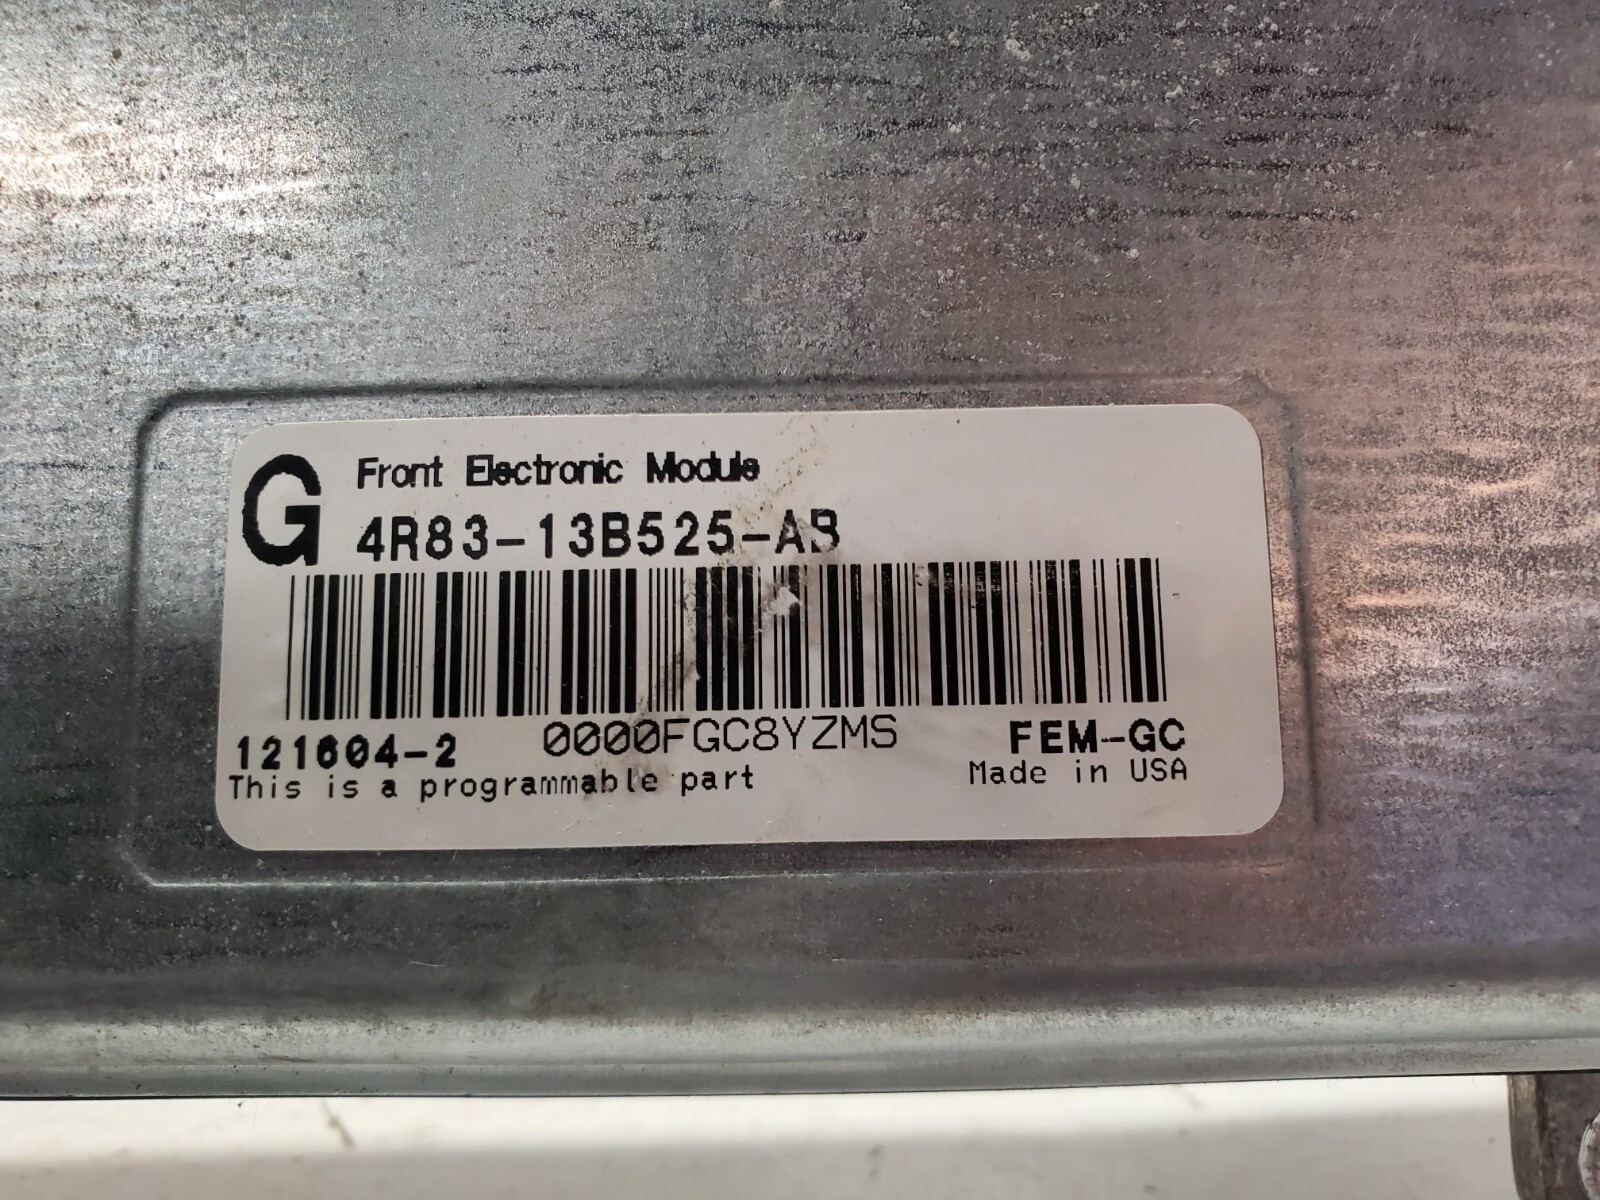 G
Front Electronic Module
4R83-13B525-AB
0000FGC8YZMS
121604-2
FEM-GC
This is a programmable part
Made in USA